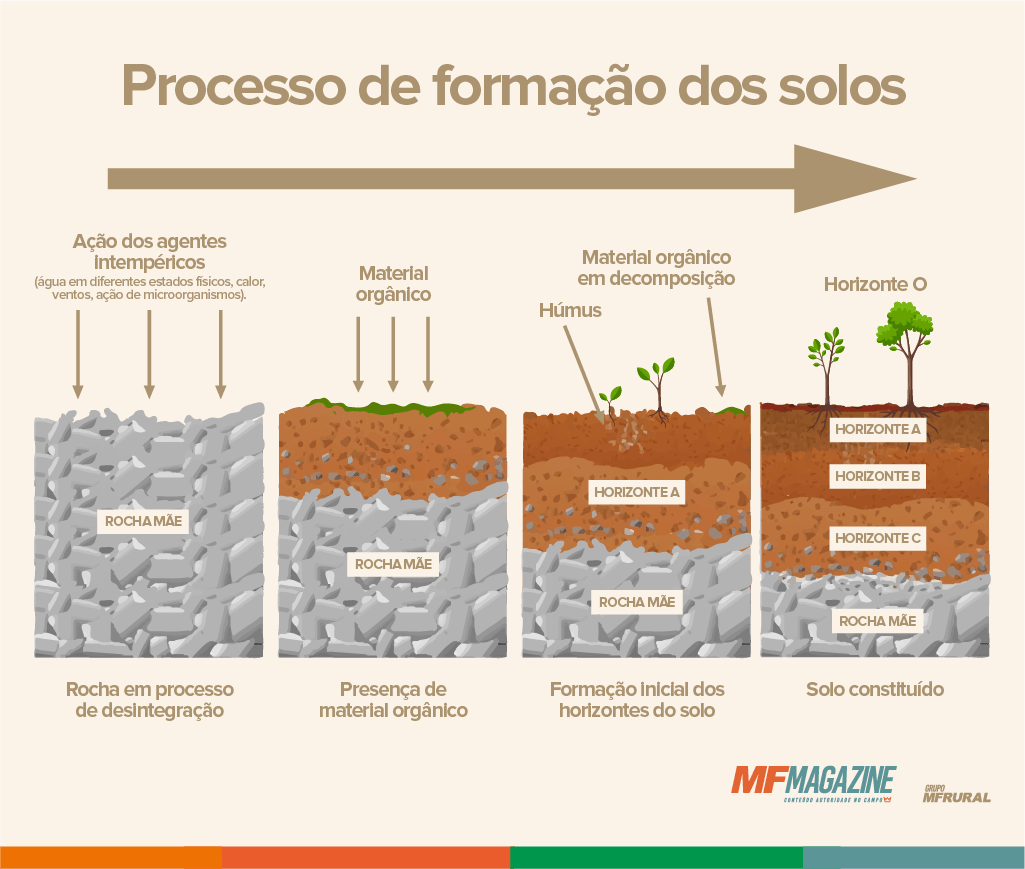 Processo de formação dos solos
Ação dos agentes
intempéricos
(água em diferentes estados físicos, calor,
ventos, ação de microorganismos).
Material
orgânico
Material orgânico
em decomposição
Húmus
Horizonte O
ROCHA MÃE
ROCHA MÃE
HORIZONTE A
ROCHA MÃE
HORIZONTE A
HORIZONTE B
HORIZONTE C
ROCHA MÃE
Rocha em processo
de desintegração
Presença de
material orgânico
Formação inicial dos
horizontes do solo
Solo constituído
MFMAGAZINE
CONTEÚDO AUTORIDADE NO CAMPO
GRUPO
MFRURAL